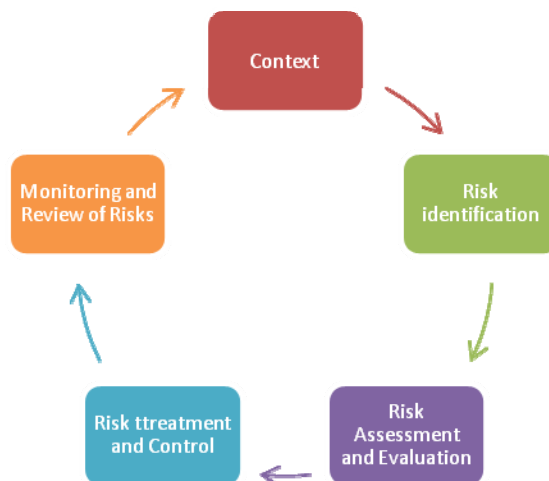 Context
Risk
identification
Risk
Assessment
and Evaluation
Risk ttreatment
and Control
Monitoring and
Review of Risks